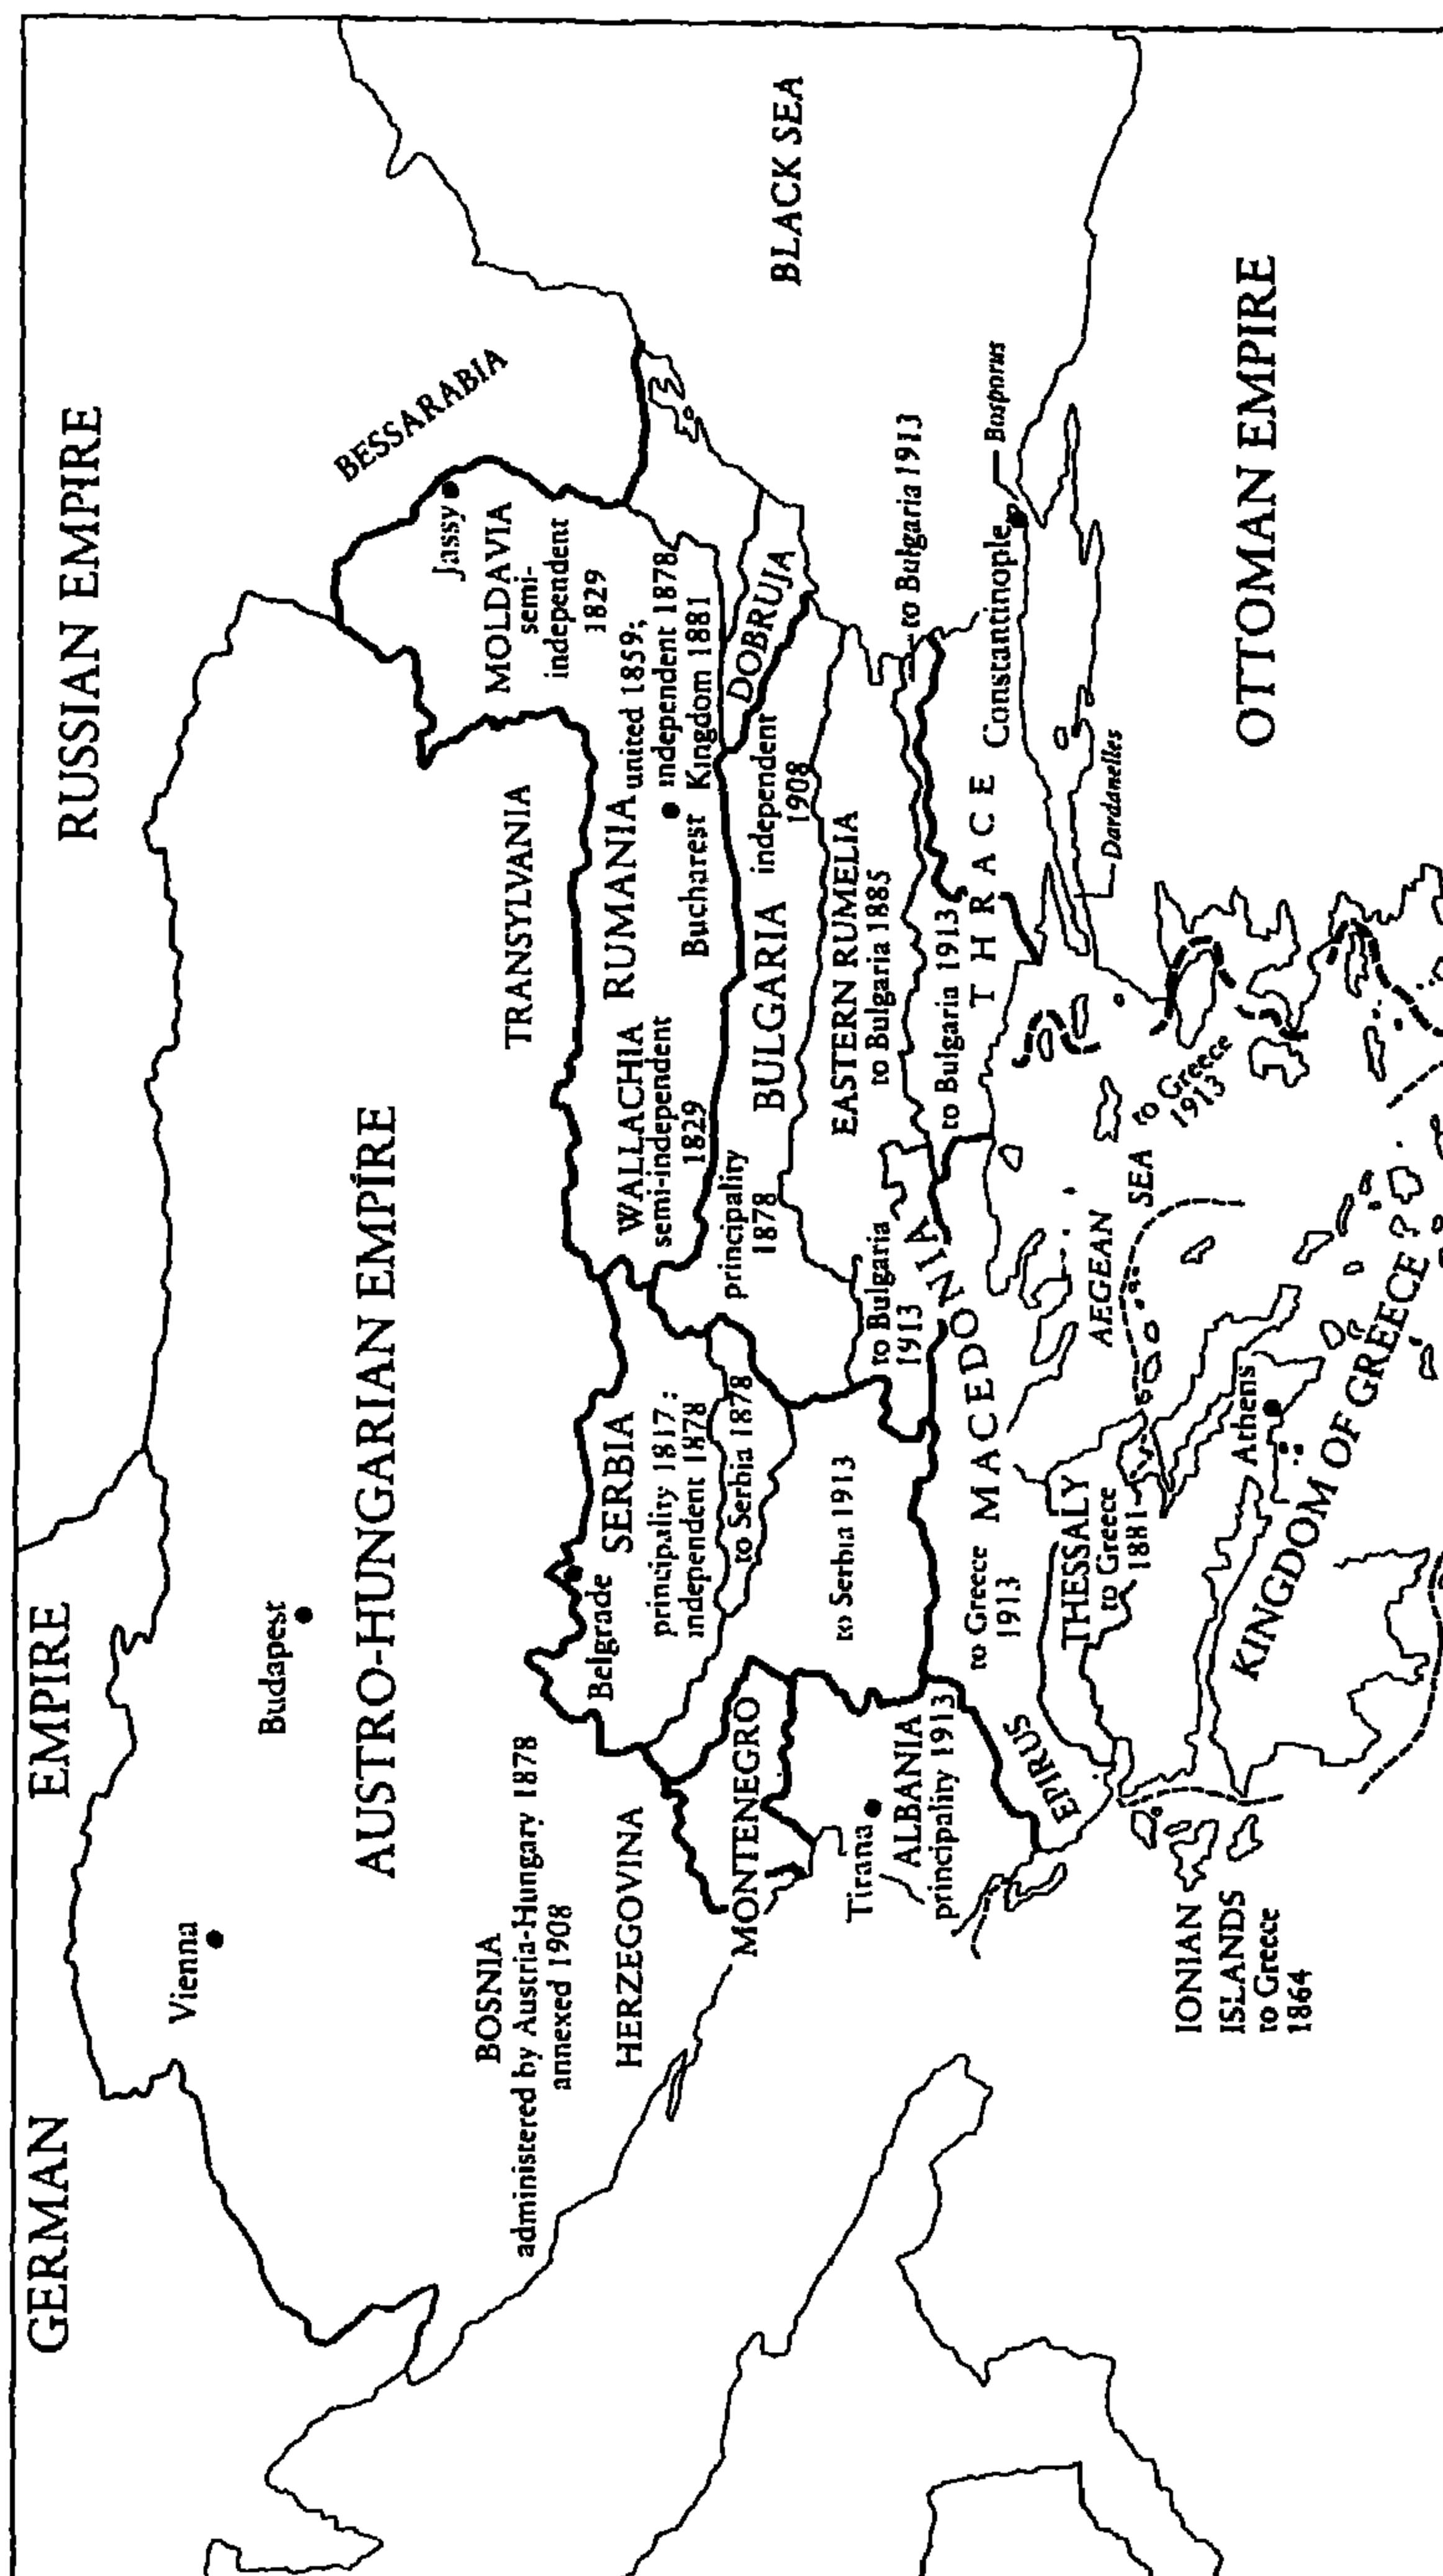 GERMAN EMPIRE
RUSSIAN EMPIRE
Vienna
Budapest
AUSTRO-HUNGARIAN EMPIRE
BESSARABIA
Jassy
MOLDAVIA
semi-
independent
1829
TRANSYLVANIA
BOSNIA
administered by Austria-Hungary 1878
annexed 1908
HERZEGOVINA
Belgrade
SERBIA
principality 1817:
independent 1878
to Serbia 1878
WALLACHIA
semi-independent
1829
RUMANIA
united 1859;
independent 1878
Kingdom 1881
Bucharest
DOBRUJA
BLACK SEA
MONTENEGRO
to Serbia 1913
principality
1878
BULGARIA
independent
1908
EASTERN RUMELIA
to Bulgaria 1885
to Bulgaria
1913
to Bulgaria 1913
to Bulgaria 1913
Tirana
ALBANIA
principality 1913
MACEDONIA
to Greece
1913
THRACE
Constantinople
Bosporus
Dardanelles
EPIRUS
THESSALY
to Greece
1881
AEGEAN
SEA
to Greece
1913
OTTOMAN EMPIRE
IONIAN
ISLANDS
to Greece
1864
Athens
KINGDOM OF GREECE